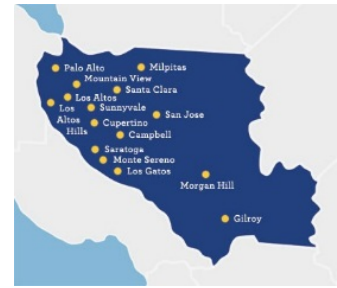 Palo Alto
Milpitas
Mountain View
Santa Clara
Los Altos
Los
Altos
Hills
Sunnyvale
San Jose
Cupertino
Campbell
Saratoga
Monte Sereno
Los Gatos
Morgan Hill
Gilroy